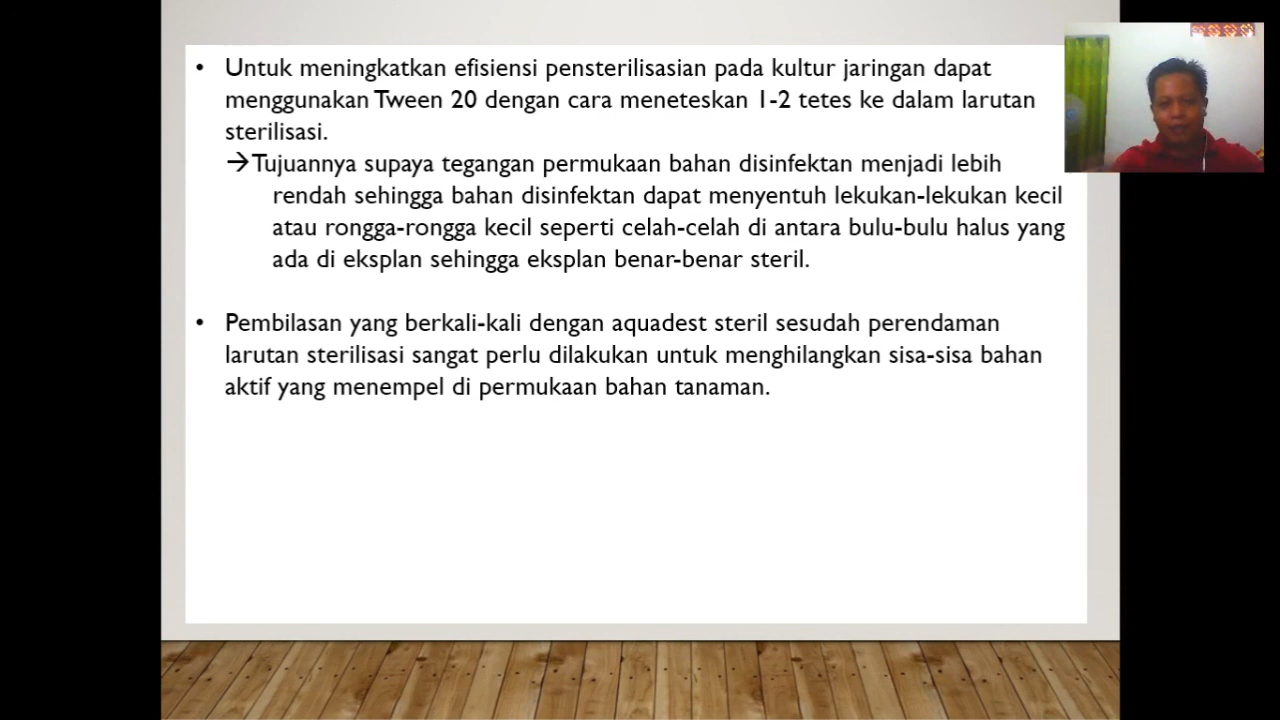 • Untuk meningkatkan efisiensi pensterilisasian pada kultur jaringan dapat
menggunakan Tween 20 dengan cara meneteskan 1-2 tetes ke dalam larutan
sterilisasi.
→Tujuannya supaya tegangan permukaan bahan disinfektan menjadi lebih
rendah sehingga bahan disinfektan dapat menyentuh lekukan-lekukan kecil
atau rongga-rongga kecil seperti celah-celah di antara bulu-bulu halus yang
ada di eksplan sehingga eksplan benar-benar steril.
• Pembilasan yang berkali-kali dengan aquadest steril sesudah perendaman
larutan sterilisasi sangat perlu dilakukan untuk menghilangkan sisa-sisa bahan
aktif yang menempel di permukaan bahan tanaman.